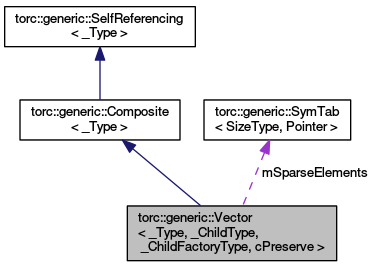 torc::generic::SelfReferencing
< _Type >
torc::generic::Composite
< _Type >
torc::generic::SymTab
< SizeType, Pointer >
mSparseElements
torc::generic::Vector
< _Type, _ChildType,
_ChildFactoryType, cPreserve >